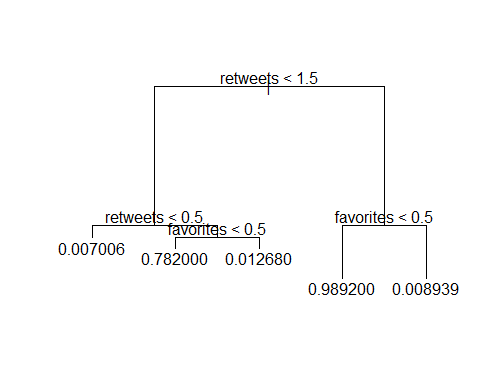 retweets < 1.5
retweets < 0.5
favorites < 0.5
favorites < 0.5
0.007006
0.782000
0.012680
0.989200
0.008939